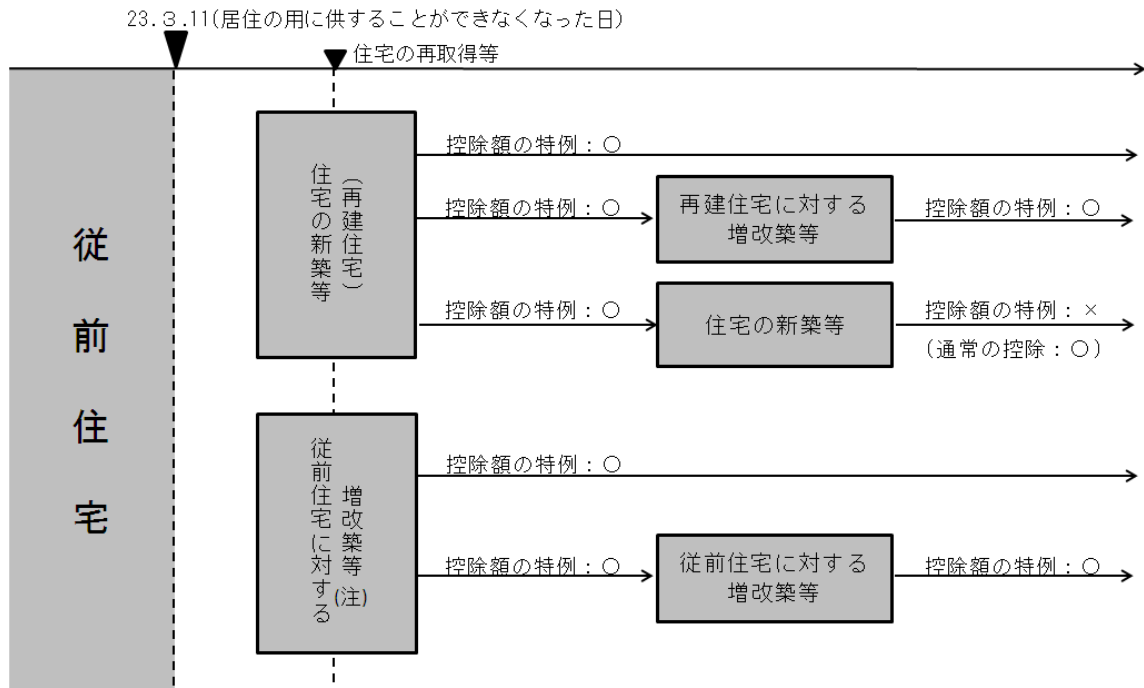 23.3.11(居住の用に供することができなくなった日)
住宅の再取得等
従前住宅
住宅の新築等
(再建住宅)
控除額の特例：○
控除額の特例：○
再建住宅に対する
増改築等
控除額の特例：○
控除額の特例：○
住宅の新築等
控除額の特例：×
(通常の控除：○)
従前住宅に対する
増改築等(注)
控除額の特例：○
控除額の特例：○
従前住宅に対する
増改築等
控除額の特例：○